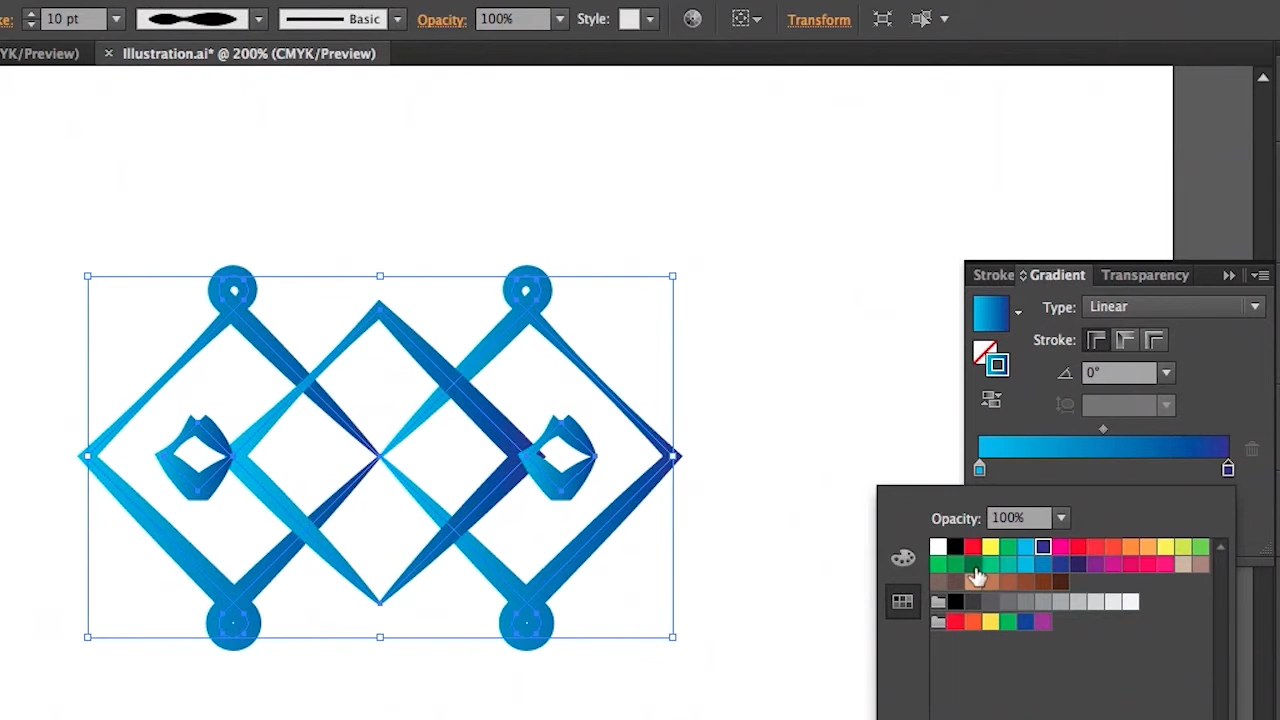 ke: 10 pt Basic Opacity: 100% Style: Transform
YK/Preview) × Illustration.ai* @ 200% (CMYK/Preview)
Stroke Gradient Transparency
Type: Linear
Stroke:
0°
Opacity: 100%